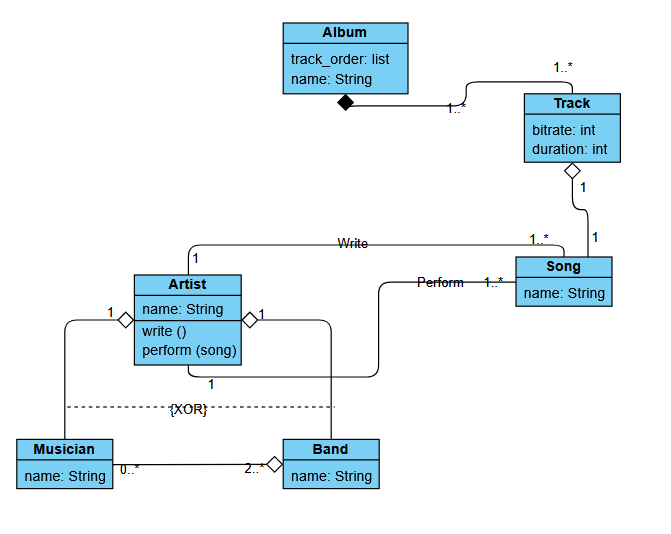 Album
track_order: list
name: String
1..*
1..*
Track
bitrate: int
duration: int
1
1
Write
1..*
1
Song
name: String
Perform
1..*
Artist
name: String
write ()
perform (song)
1
1
1
{XOR}
Musician
name: String
0..*
2..*
Band
name: String